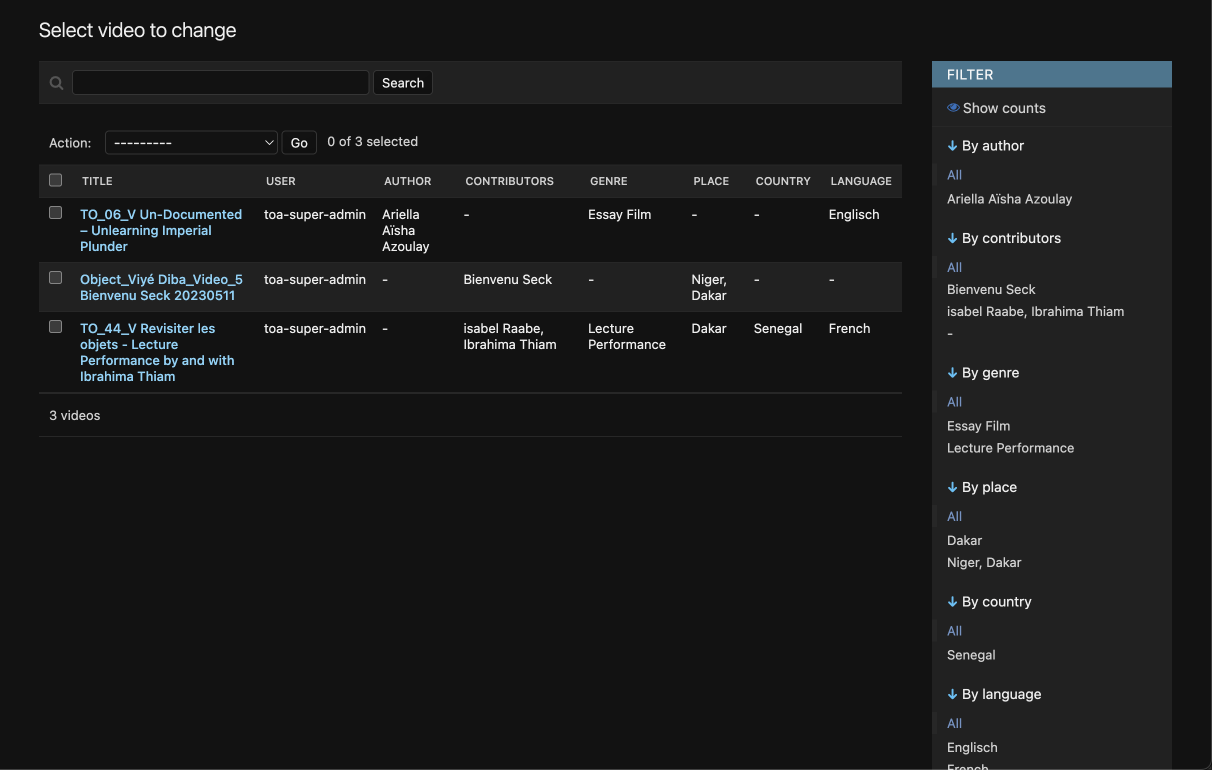 Select video to change
Search
Action: --------- Go 0 of 3 selected
TITLE USER AUTHOR CONTRIBUTORS GENRE PLACE COUNTRY LANGUAGE
TO_06_V Un-Documented – Unlearning Imperial Plunder toa-super-admin Ariella Aïsha Azoulay - Essay Film - - Englisch
Object_Viyé Diba_Video_5 Bienvenu Seck 20230511 toa-super-admin - Bienvenu Seck - Niger, Dakar - -
TO_44_V Revisiter les objets - Lecture Performance by and with Ibrahima Thiam toa-super-admin - isabel Raabe, Ibrahima Thiam Lecture Performance Dakar Senegal French
3 videos
FILTER
Show counts
By author
All
Ariella Aïsha Azoulay
By contributors
All
Bienvenu Seck
isabel Raabe, Ibrahima Thiam
-
By genre
All
Essay Film
Lecture Performance
By place
All
Dakar
Niger, Dakar
By country
All
Senegal
By language
All
Englisch
French